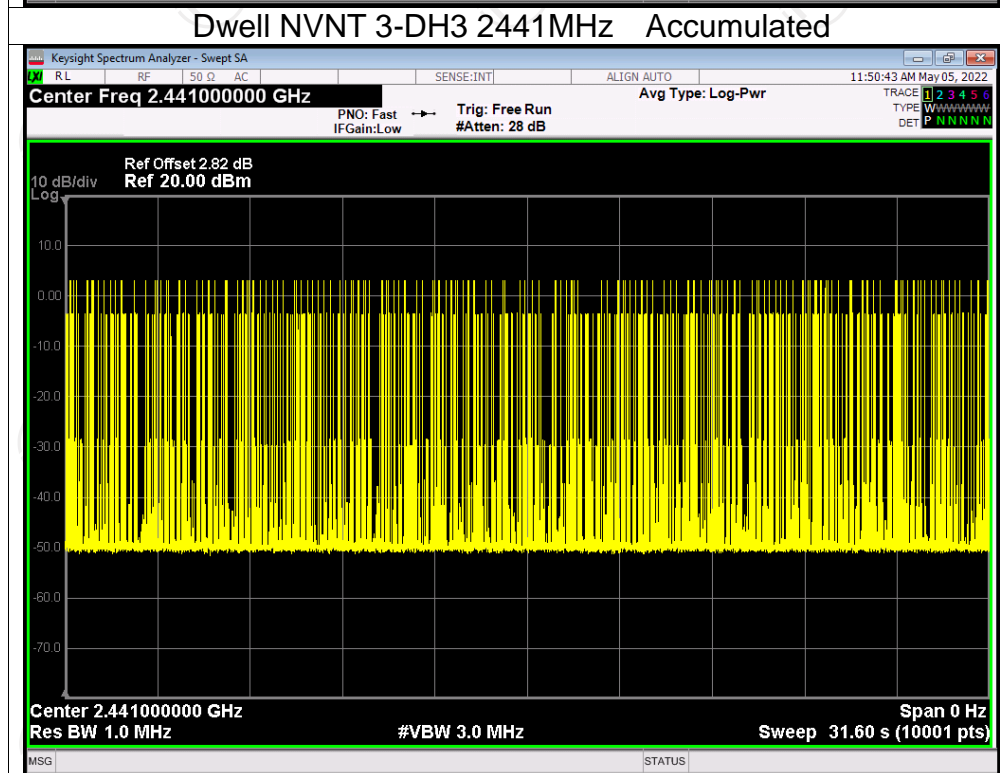 Dwell NVNT 3-DH3 2441MHz Accumulated
Keysight Spectrum Analyzer - Swept SA
LXI RL RF 50 Ω AC SENSE:INT ALIGN AUTO 11:50:43 AM May 05, 2022
Center Freq 2.441000000 GHz Avg Type: Log-Pwr TRACE 1 2 3 4 5 6
PNO: Fast Trig: Free Run TYPE W WWWWW
IFGain:Low #Atten: 28 dB DET P N N N N N
Ref Offset 2.82 dB
10 dB/div Ref 20.00 dBm
Log
10.0
0.00
-10.0
-20.0
-30.0
-40.0
-50.0
-60.0
-70.0
Center 2.441000000 GHz Span 0 Hz
Res BW 1.0 MHz #VBW 3.0 MHz Sweep 31.60 s (10001 pts)
MSG STATUS